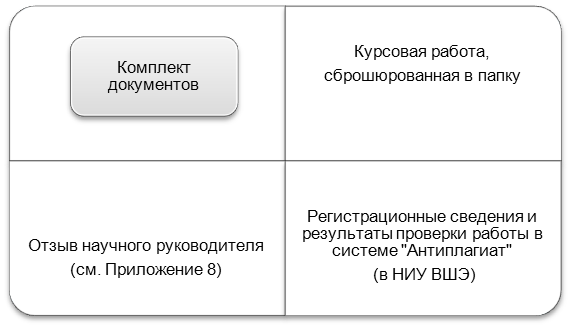 Комплект
документов
Курсовая работа,
сброшюрованная в папку
Отзыв научного руководителя
(см. Приложение 8)
Регистрационные сведения и
результаты проверки работы в
системе "Антиплагиат"
(в НИУ ВШЭ)